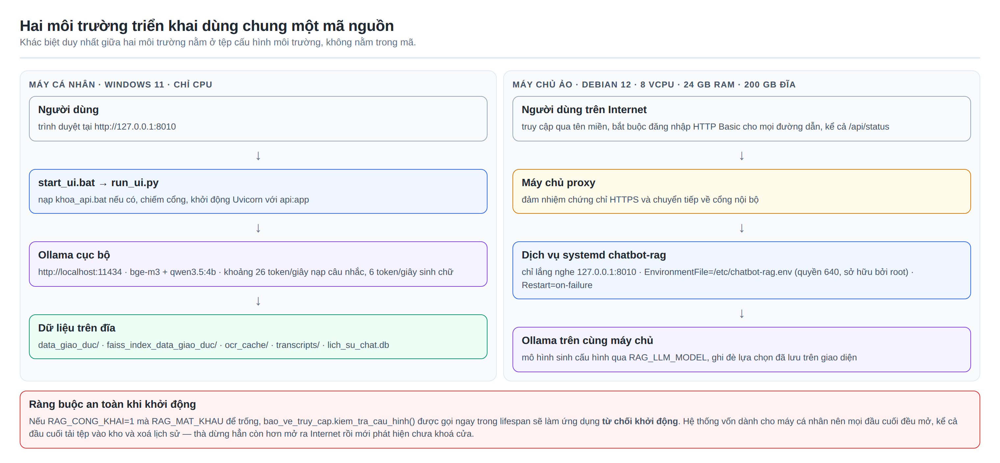 Hai môi trường triển khai dùng chung một mã nguồn
Khác biệt duy nhất giữa hai môi trường nằm ở tệp cấu hình môi trường, không nằm trong mã.
MÁY CÁ NHÂN · WINDOWS 11 · CHỈ CPU
Người dùng
trình duyệt tại http://127.0.0.1:8010
↓
start_ui.bat → run_ui.py
nạp khoa_api.bat nếu có, chiếm cổng, khởi động Uvicorn với api:app
↓
Ollama cục bộ
http://localhost:11434 · bge-m3 + qwen3.5:4b · khoảng 26 token/giây nạp câu nhắc, 6 token/giây sinh chữ
↓
Dữ liệu trên đĩa
data_giao_duc/ · faiss_index_data_giao_duc/ · ocr_cache/ · transcripts/ · lich_su_chat.db
MÁY CHỦ ẢO · DEBIAN 12 · 8 VCPU · 24 GB RAM · 200 GB ĐĨA
Người dùng trên Internet
truy cập qua tên miền, bắt buộc đăng nhập HTTP Basic cho mọi đường dẫn, kể cả /api/status
↓
Máy chủ proxy
đảm nhiệm chứng chỉ HTTPS và chuyển tiếp về cổng nội bộ
↓
Dịch vụ systemd chatbot-rag
chỉ lắng nghe 127.0.0.1:8010 · EnvironmentFile=/etc/chatbot-rag.env (quyền 640, sở hữu bởi root) ·
Restart=on-failure
↓
Ollama trên cùng máy chủ
mô hình sinh cấu hình qua RAG_LLM_MODEL, ghi đè lựa chọn đã lưu trên giao diện
Ràng buộc an toàn khi khởi động
Nếu RAG_CONG_KHAI=1 mà RAG_MAT_KHAU để trống, bao_ve_truy_cap.kiem_tra_cau_hinh() được gọi ngay trong lifespan sẽ làm ứng dụng từ chối khởi động. Hệ thống vốn dành cho máy cá nhân nên mọi đầu cuối đều mở, kể cả
đầu cuối tải tệp vào kho và xoá lịch sử — thà dừng hẳn còn hơn mở ra Internet rồi mới phát hiện chưa khoá cửa.